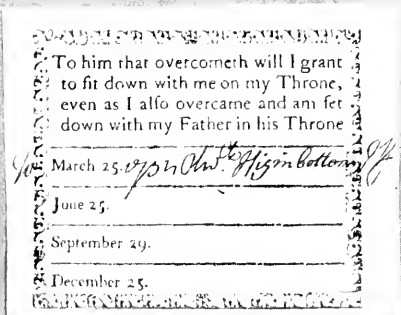 To him that overcometh will I grant
to ſit down with me on my Throne,
even as I alſo overcame and am ſet
down with my Father in his Throne
March 25. Higinbottom
June 25.
September 29.
December 25.